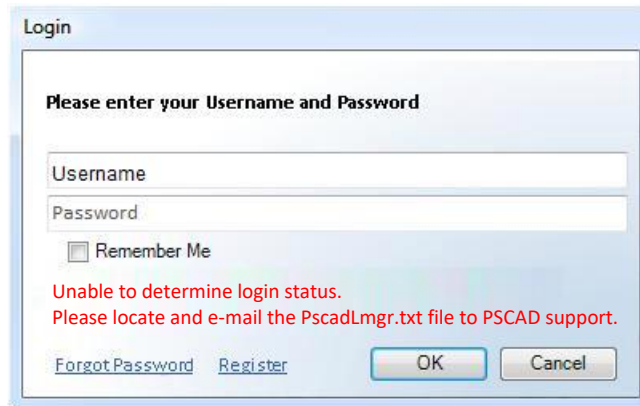 Login
Please enter your Username and Password
Username
Password
Remember Me
Unable to determine login status.
Please locate and e-mail the PscadLmgr.txt file to PSCAD support.
Forgot Password Register OK Cancel